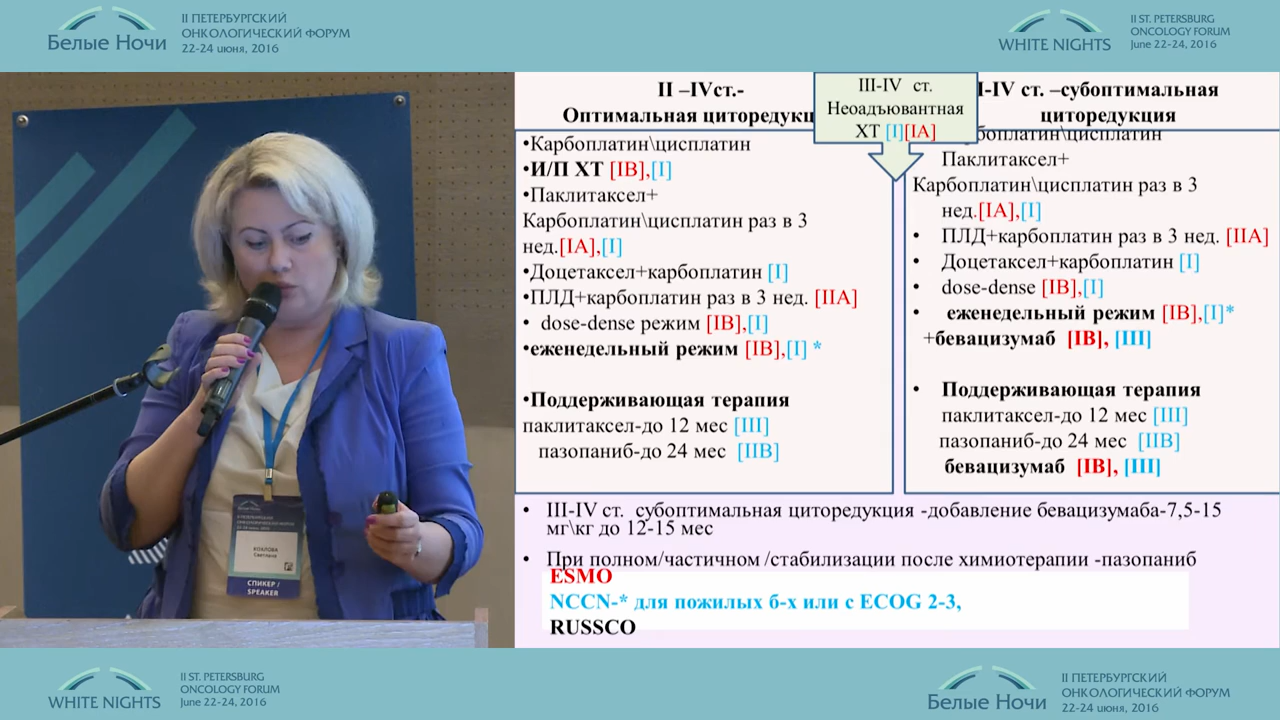 II ПЕТЕРБУРГСКИЙ
ОНКОЛОГИЧЕСКИЙ ФОРУМ
Белые Ночи
22-24 июня, 2016
II ST. PETERSBURG
ONCOLOGY FORUM
WHITE NIGHTS
June 22-24, 2016
II –IVст.-
Оптимальная циторедукц
III-IV ст.
Неоадъювантная
ХТ [I][IA]
I-IV ст. –субоптимальная
циторедукция
•Карбоплатин\цисплатин
•И/П ХТ [IB],[I]
•Паклитаксел+
Карбоплатин\цисплатин раз в 3
нед.[IA],[I]
•Доцетаксел+карбоплатин [I]
•ПЛД+карбоплатин раз в 3 нед. [IIA]
• dose-dense режим [IB],[I]
•еженедельный режим [IB],[I] *
•Поддерживающая терапия
паклитаксел-до 12 мес [III]
пазопаниб-до 24 мес [IIB]
рбоплатин\цисплатин
Паклитаксел+
Карбоплатин\цисплатин раз в 3
нед.[IA],[I]
• ПЛД+карбоплатин раз в 3 нед. [IIA]
• Доцетаксел+карбоплатин [I]
• dose-dense [IB],[I]
• еженедельный режим [IB],[I]*
+бевацизумаб [IB], [III]
• Поддерживающая терапия
паклитаксел-до 12 мес [III]
пазопаниб-до 24 мес [IIB]
бевацизумаб [IB], [III]
• III-IV ст. субоптимальная циторедукция -добавление бевацизумаба-7,5-15
мг\кг до 12-15 мес
• При полном/частичном /стабилизации после химиотерапии -пазопаниб
ESMO
NCCN-* для пожилых б-х или с ECOG 2-3,
RUSSCO
КОЗЛОВА
Светлана
СПИКЕР /
SPEAKER
WHITE NIGHTS
II ST. PETERSBURG
ONCOLOGY FORUM
June 22-24, 2016
Белые Ночи
II ПЕТЕРБУРГСКИЙ
ОНКОЛОГИЧЕСКИЙ ФОРУМ
22-24 июня, 2016